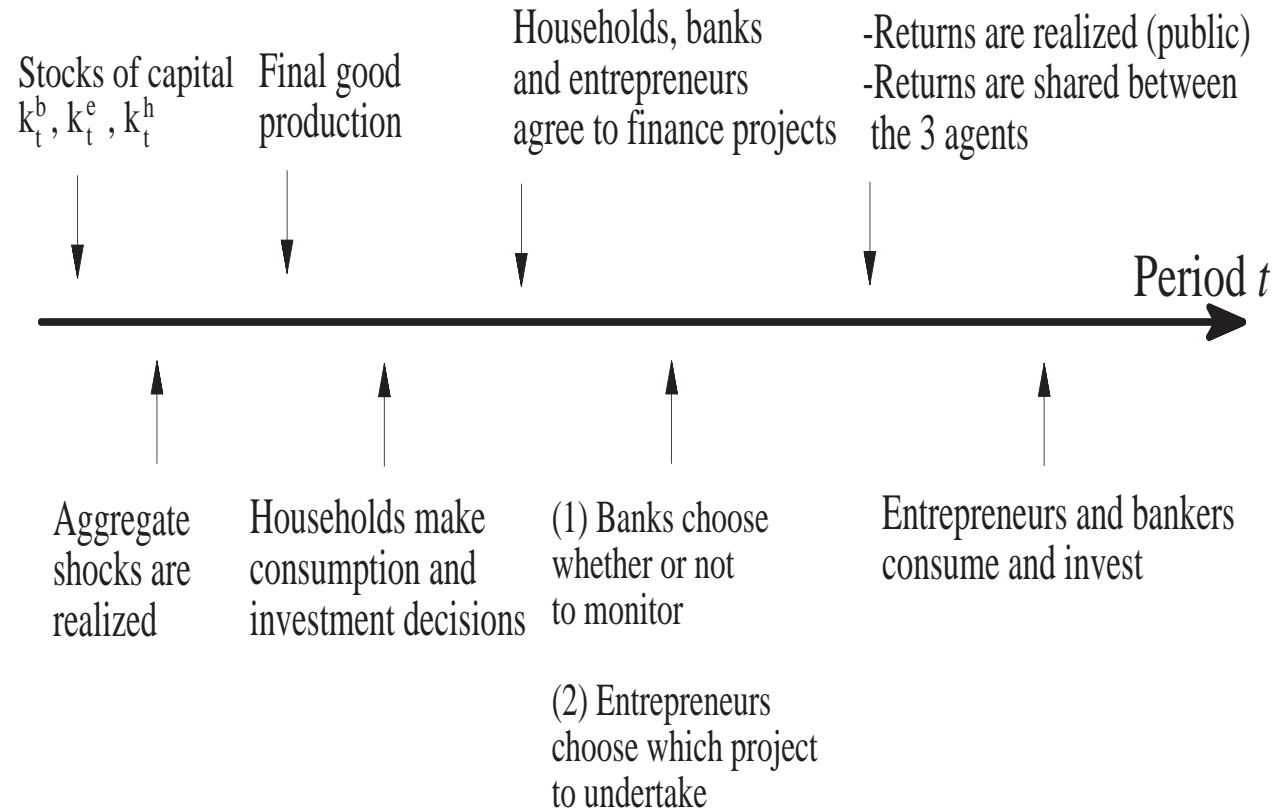 Stocks of capital
k_t^b, k_t^e, k_t^h
Final good
production
Households, banks
and entrepreneurs
agree to finance projects
-Returns are realized (public)
-Returns are shared between
the 3 agents
Period t
Aggregate
shocks are
realized
Households make
consumption and
investment decisions
(1) Banks choose
whether or not
to monitor
(2) Entrepreneurs
choose which project
to undertake
Entrepreneurs and bankers
consume and invest